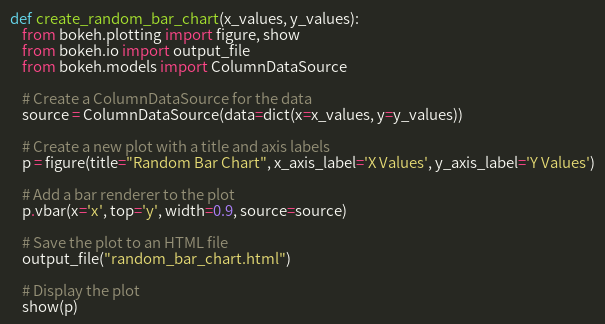 def create_random_bar_chart(x_values, y_values):
    from bokeh.plotting import figure, show
    from bokeh.io import output_file
    from bokeh.models import ColumnDataSource

    # Create a ColumnDataSource for the data
    source = ColumnDataSource(data=dict(x=x_values, y=y_values))

    # Create a new plot with a title and axis labels
    p = figure(title="Random Bar Chart", x_axis_label='X Values', y_axis_label='Y Values')

    # Add a bar renderer to the plot
    p.vbar(x='x', top='y', width=0.9, source=source)

    # Save the plot to an HTML file
    output_file("random_bar_chart.html")

    # Display the plot
    show(p)